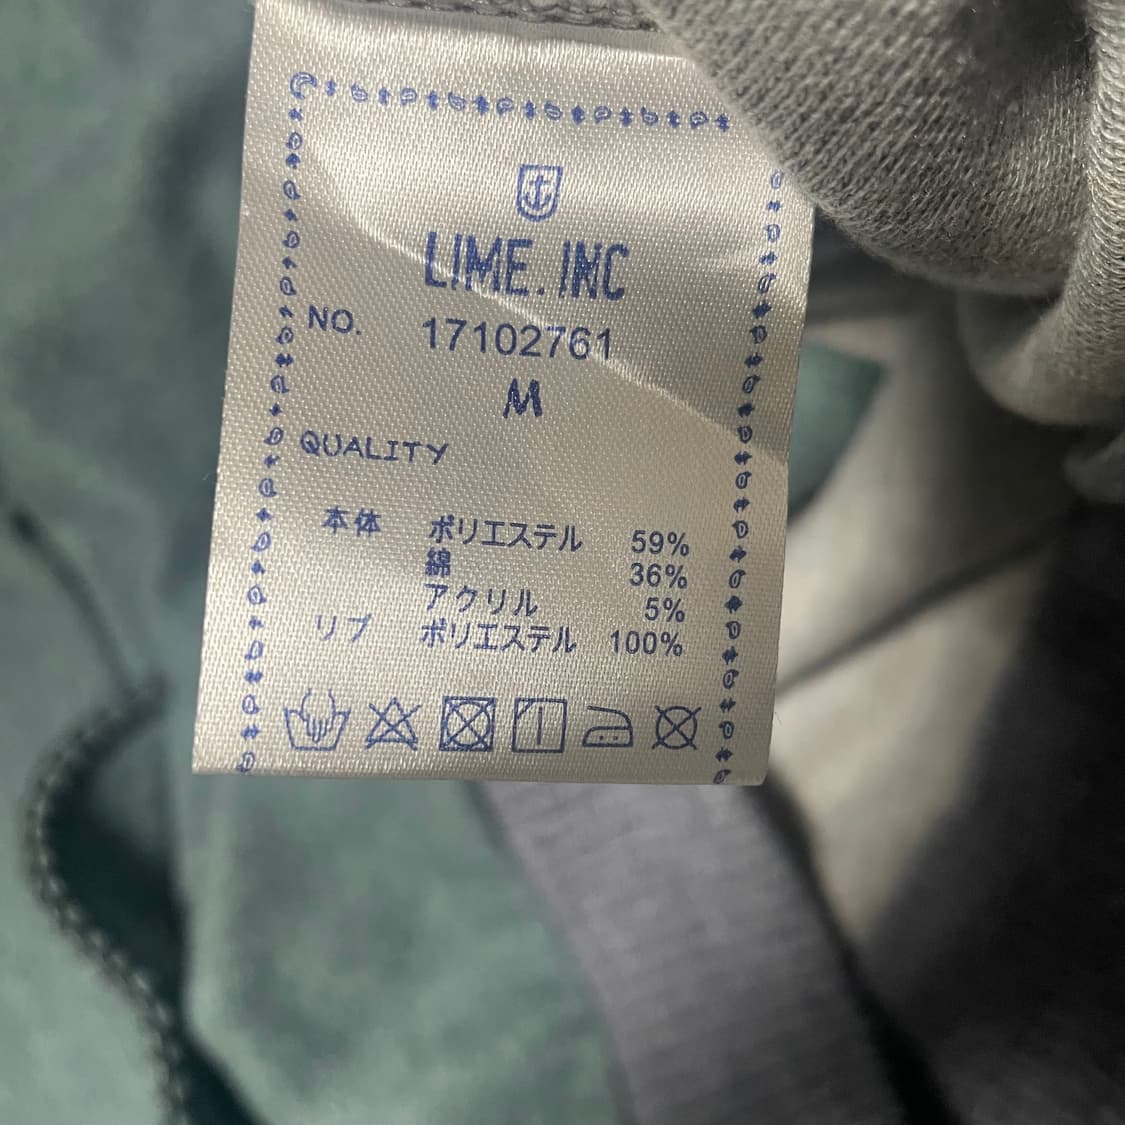 LIME.INC
NO. 17102761
M
QUALITY
本体 ポリエステル 59%
綿 36%
アクリル 5%
リブ ポリエステル 100%